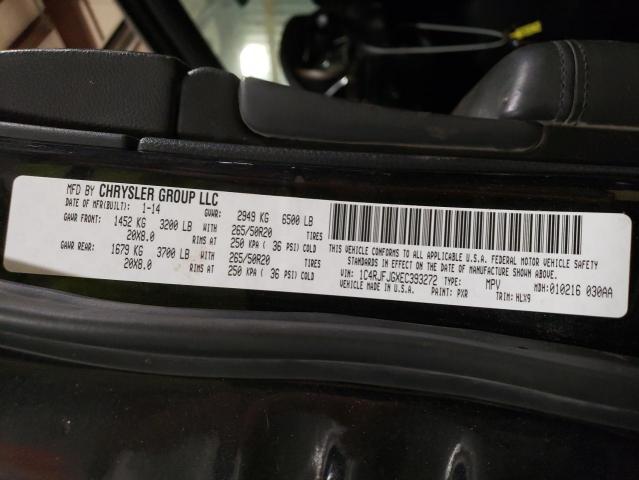 MFD BY CHRYSLER GROUP LLC
DATE OF MFR(BUILT): 1-14 GVWR: 2949 KG 6500 LB
GAWR FRONT: 1452 KG 3200 LB WITH 265/50R20 TIRES
20X8.0 RIMS AT 250 KPA ( 36 PSI) COLD
GAWR REAR: 1679 KG 3700 LB WITH 265/50R20 TIRES
20X8.0 RIMS AT 250 KPA ( 36 PSI) COLD
THIS VEHICLE CONFORMS TO ALL APPLICABLE U.S.A. FEDERAL MOTOR VEHICLE SAFETY
STANDARDS IN EFFECT ON THE DATE OF MANUFACTURE SHOWN ABOVE.
VIN: 1C4RJFJGXEC393272 TYPE: MPV MDH:010216 030AA
VEHICLE MADE IN U.S.A. PAINT: PXR TRIM: HLX9